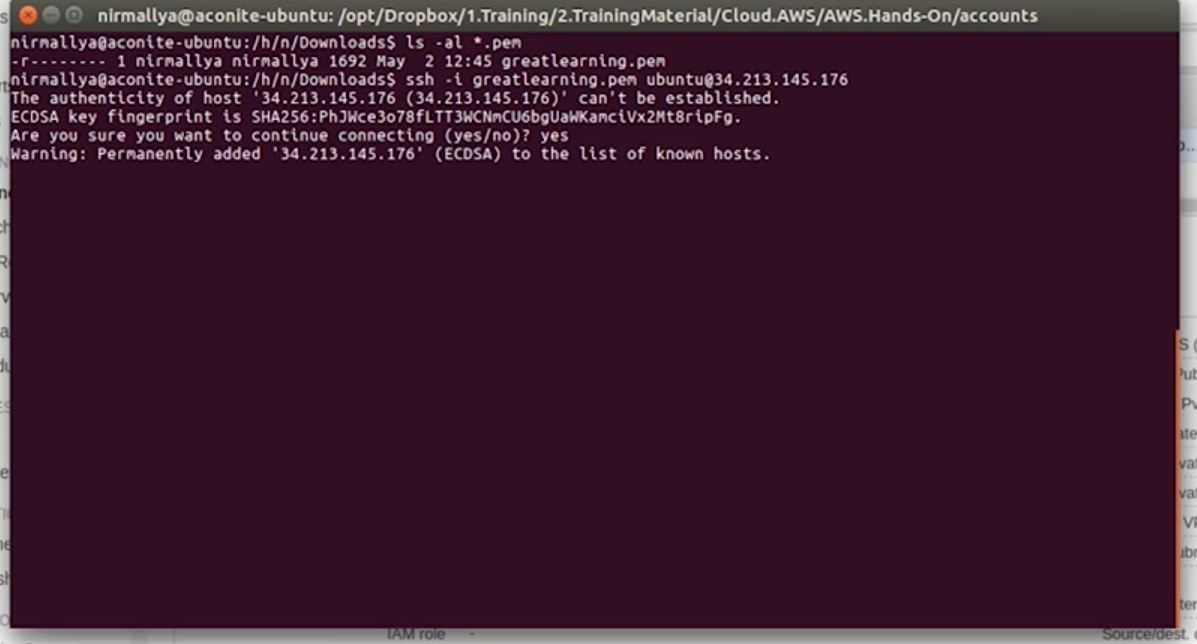 nirmallya@aconite-ubuntu: /opt/Dropbox/1.Training/2.TrainingMaterial/Cloud.AWS/AWS.Hands-On/accounts
nirmallya@aconite-ubuntu:/h/n/Downloads$ ls -al *.pem
-r-------- 1 nirmallya nirmallya 1692 May  2 12:45 greatlearning.pem
nirmallya@aconite-ubuntu:/h/n/Downloads$ ssh -i greatlearning.pem ubuntu@34.213.145.176
The authenticity of host '34.213.145.176 (34.213.145.176)' can't be established.
ECDSA key fingerprint is SHA256:PhJWce3o78fLTT3WCNmCU6bgUaWKamciVx2Mt8ripFg.
Are you sure you want to continue connecting (yes/no)? yes
Warning: Permanently added '34.213.145.176' (ECDSA) to the list of known hosts.
IAM role -
Source/dest.